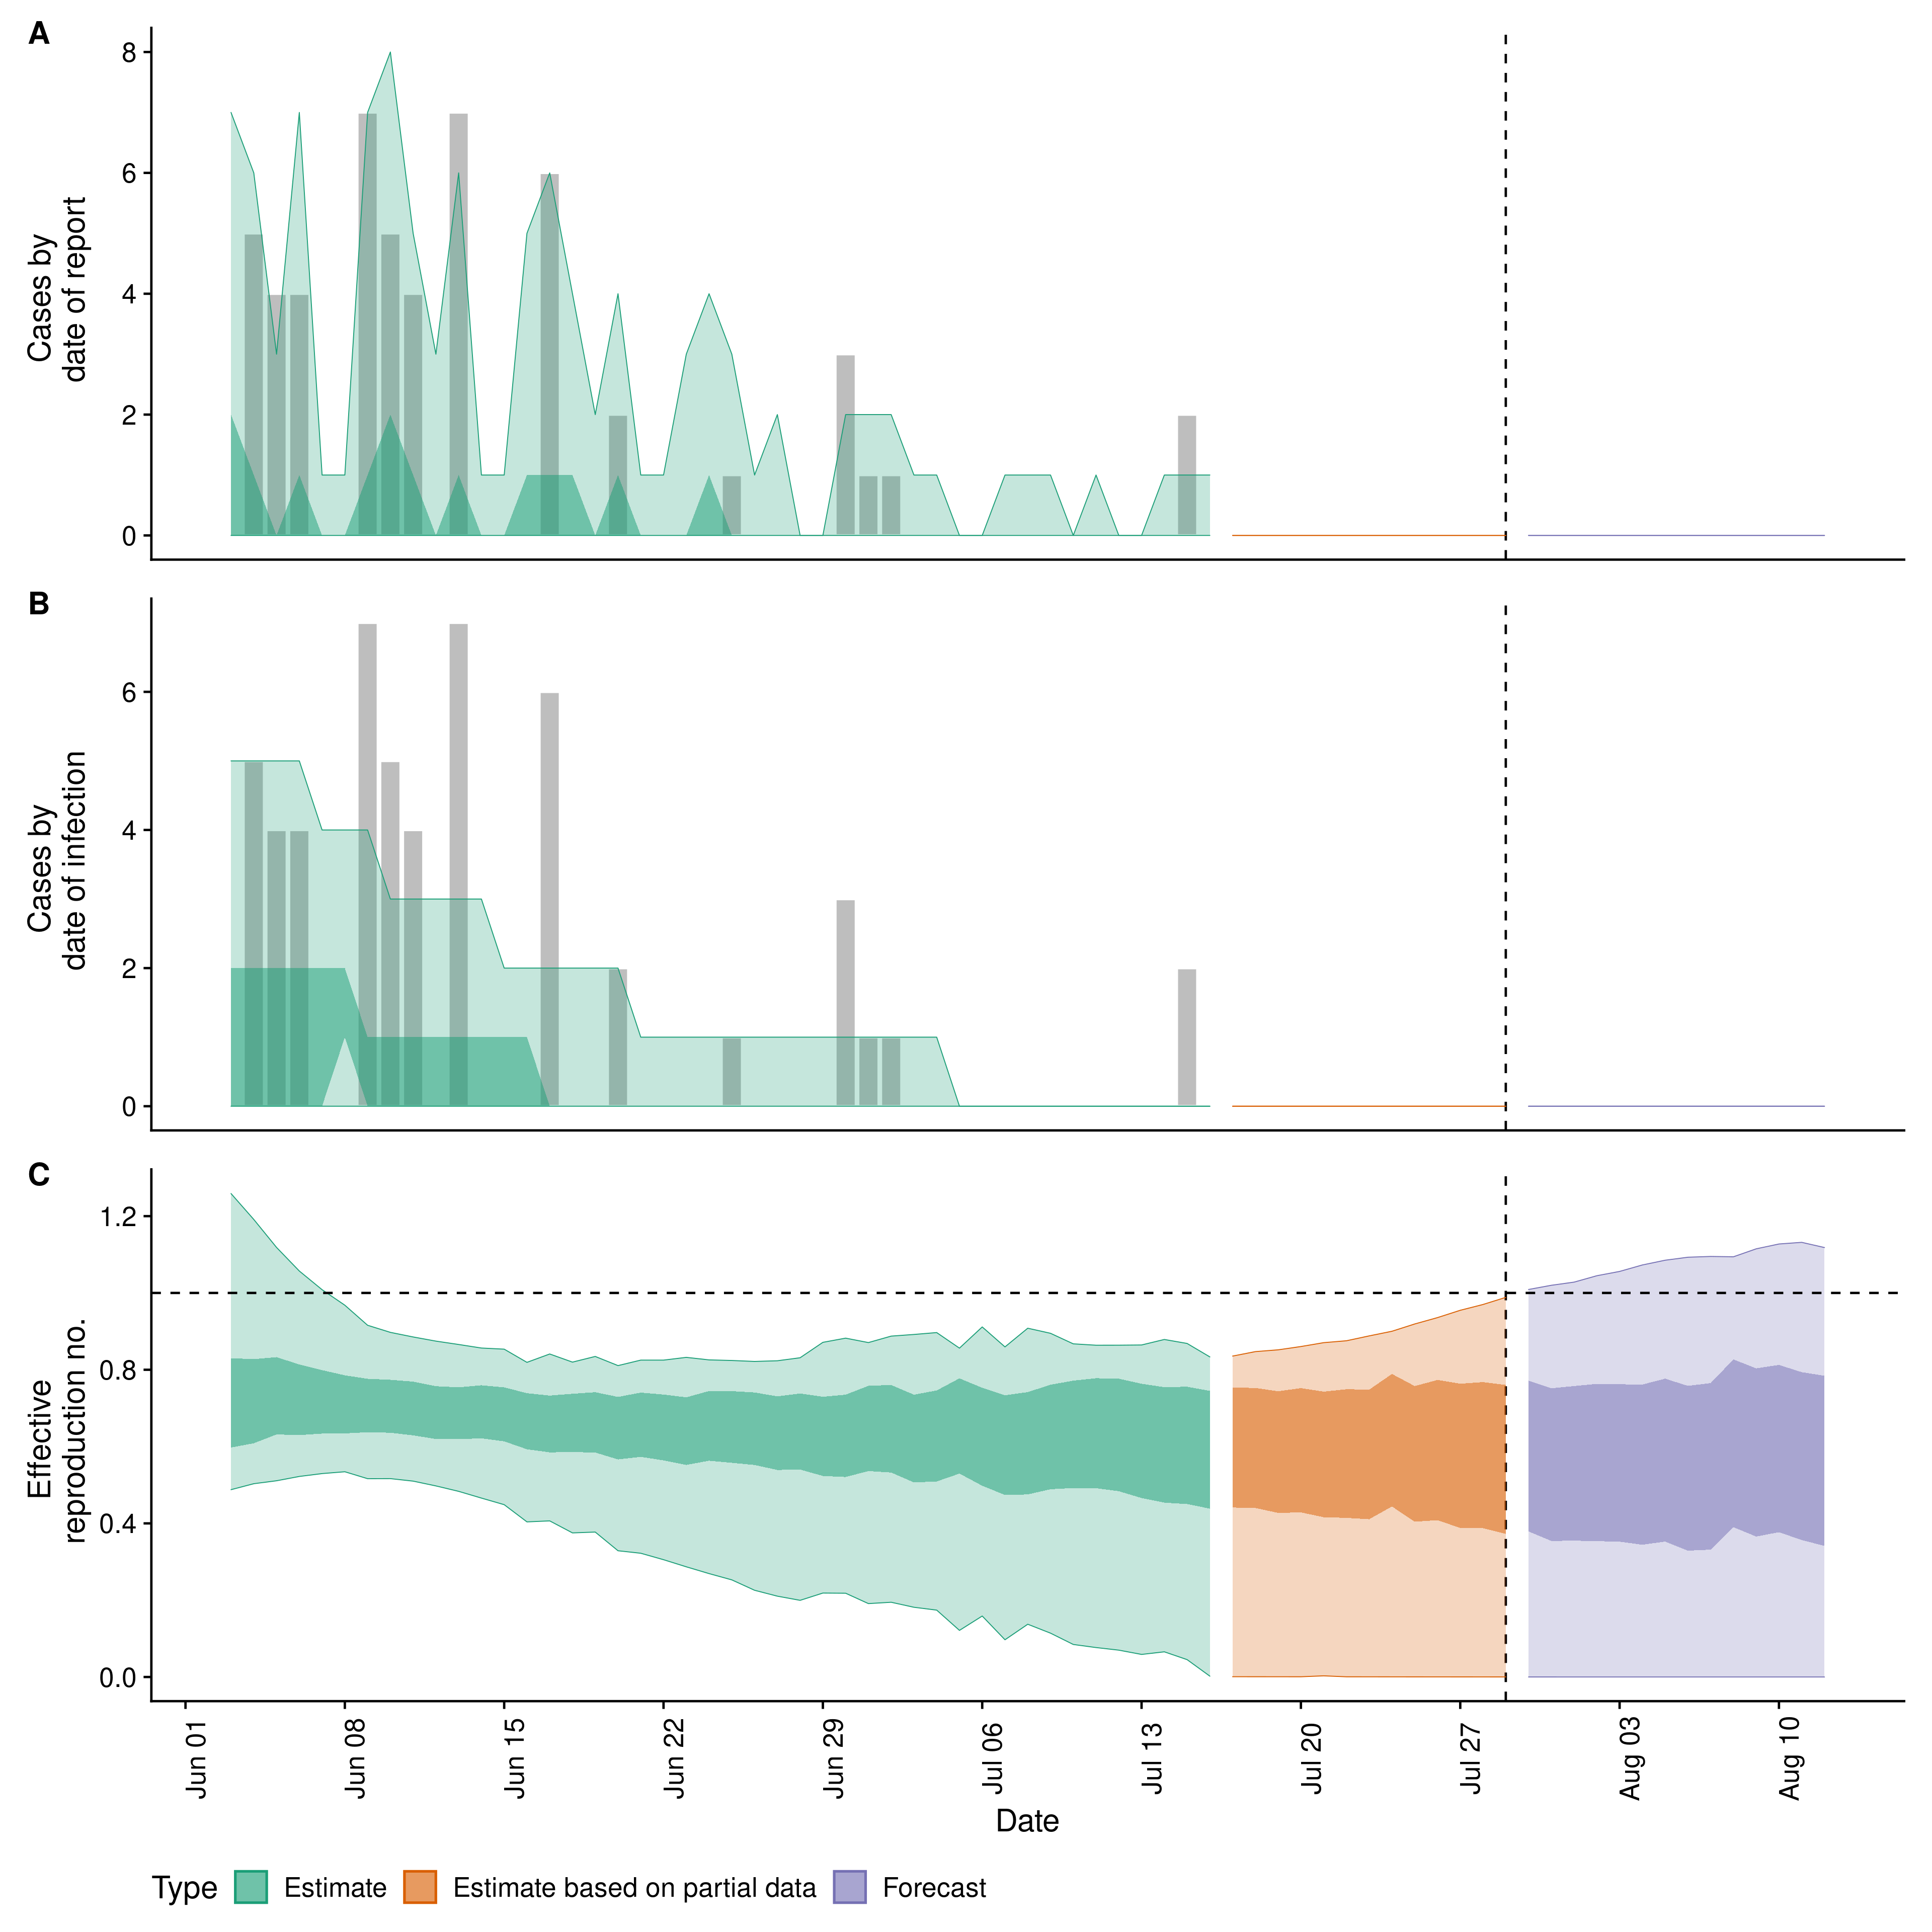 A
8
6
4
2
0
Cases by
date of report
B
6
4
2
0
Cases by
date of infection
C
1.2
0.8
0.4
0.0
Effective
reproduction no.
Jun 01
Jun 08
Jun 15
Jun 22
Jun 29
Jul 06
Jul 13
Jul 20
Jul 27
Aug 03
Aug 10
Date
Type Estimate Estimate based on partial data Forecast